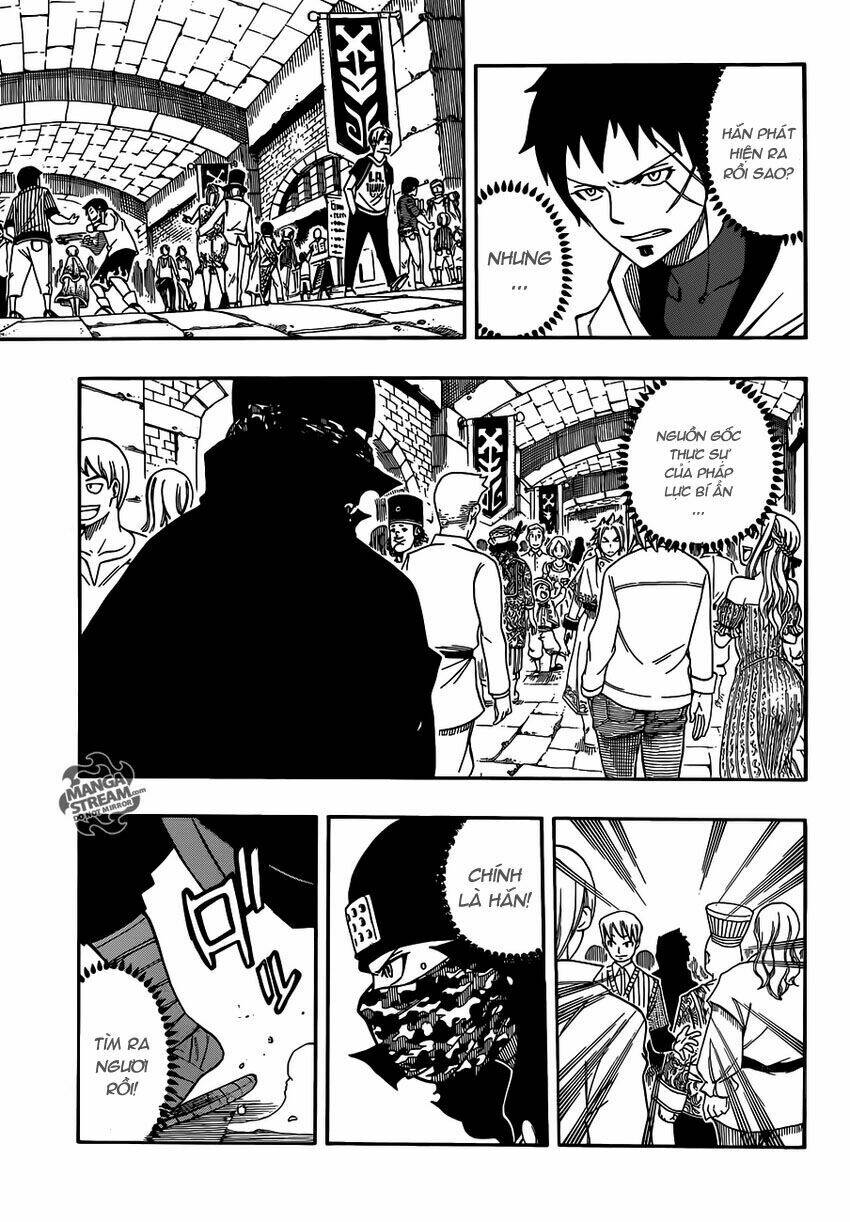 HẮN PHÁT
HIỆN RA
RỒI SAO?
NHƯNG
...
NGUỒN GỐC
THỰC SỰ
CỦA PHÁP
LỰC BÍ ẨN
...
MANGA
STREAM.com
DO NOT MIRROR
CHÍNH
LÀ HẮN!
TÌM RA
NGƯƠI
RỒI!